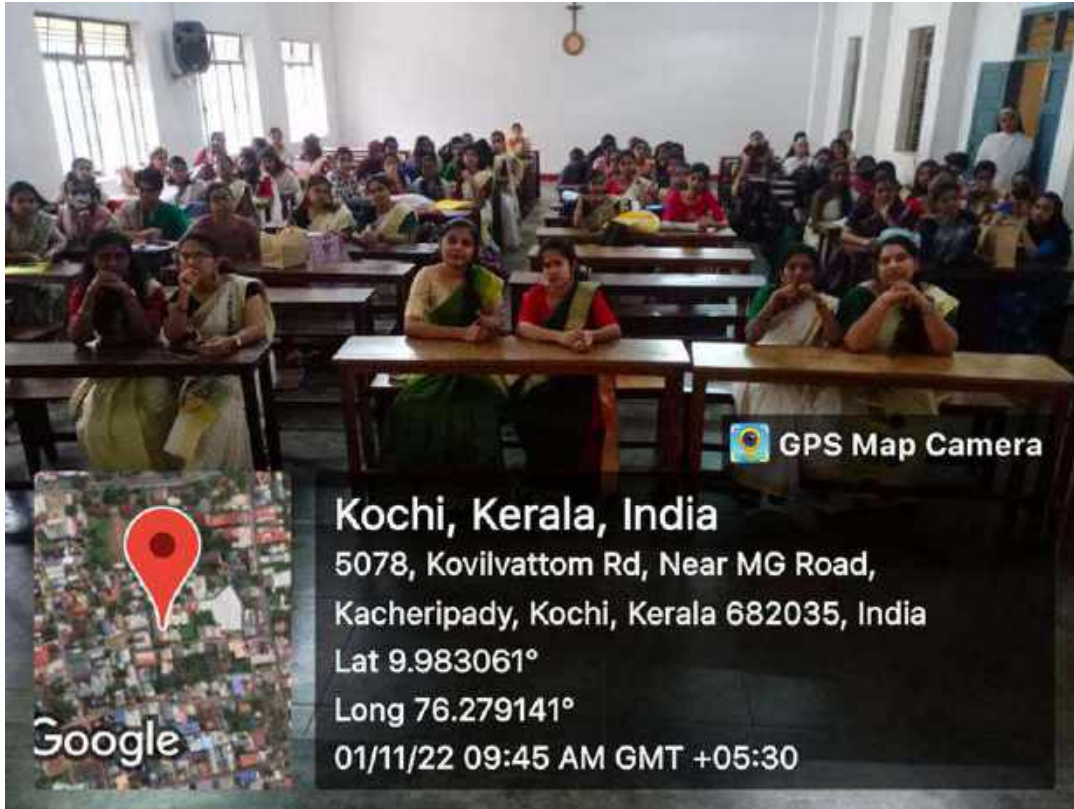 GPS Map Camera
Kochi, Kerala, India
5078, Kovilvattom Rd, Near MG Road,
Kacheripady, Kochi, Kerala 682035, India
Lat 9.983061°
Long 76.279141°
01/11/22 09:45 AM GMT +05:30
Google